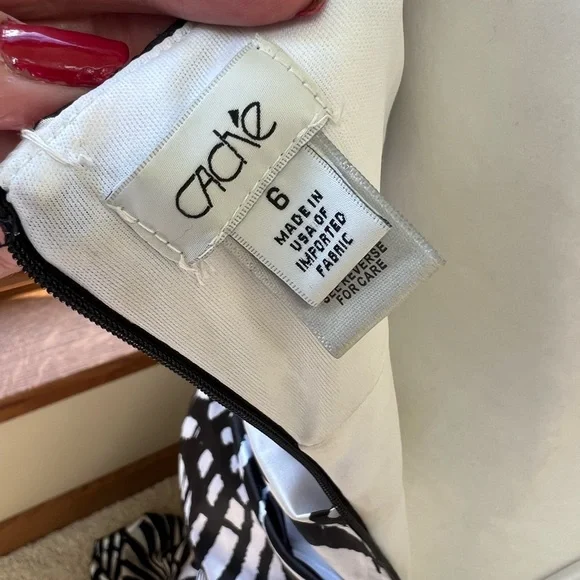 CACHÉ
6
MADE IN
USA OF
IMPORTED
FABRIC
SEE REVERSE
FOR CARE